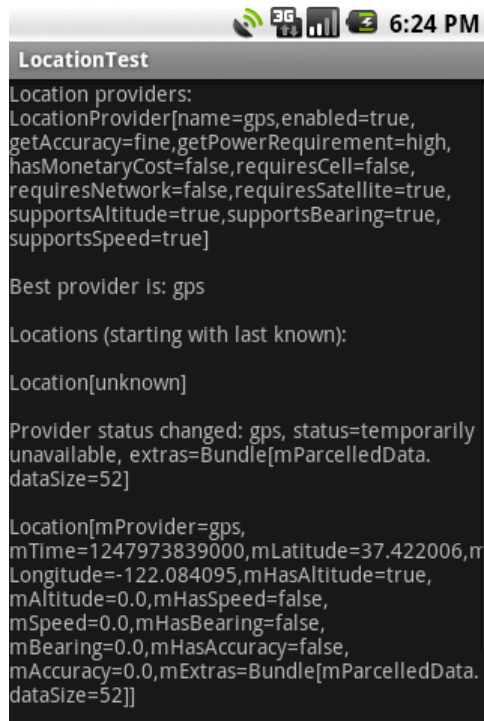 3G 6:24 PM
LocationTest
Location providers:
LocationProvider[name=gps,enabled=true,
getAccuracy=fine,getPowerRequirement=high,
hasMonetaryCost=false,requiresCell=false,
requiresNetwork=false,requiresSatellite=true,
supportsAltitude=true,supportsBearing=true,
supportsSpeed=true]
Best provider is: gps
Locations (starting with last known):
Location[unknown]
Provider status changed: gps, status=temporarily
unavailable, extras=Bundle[mParcelledData.
dataSize=52]
Location[mProvider=gps,
mTime=1247973839000,mLatitude=37.422006,m
Longitude=-122.084095,mHasAltitude=true,
mAltitude=0.0,mHasSpeed=false,
mSpeed=0.0,mHasBearing=false,
mBearing=0.0,mHasAccuracy=false,
mAccuracy=0.0,mExtras=Bundle[mParcelledData.
dataSize=52]]